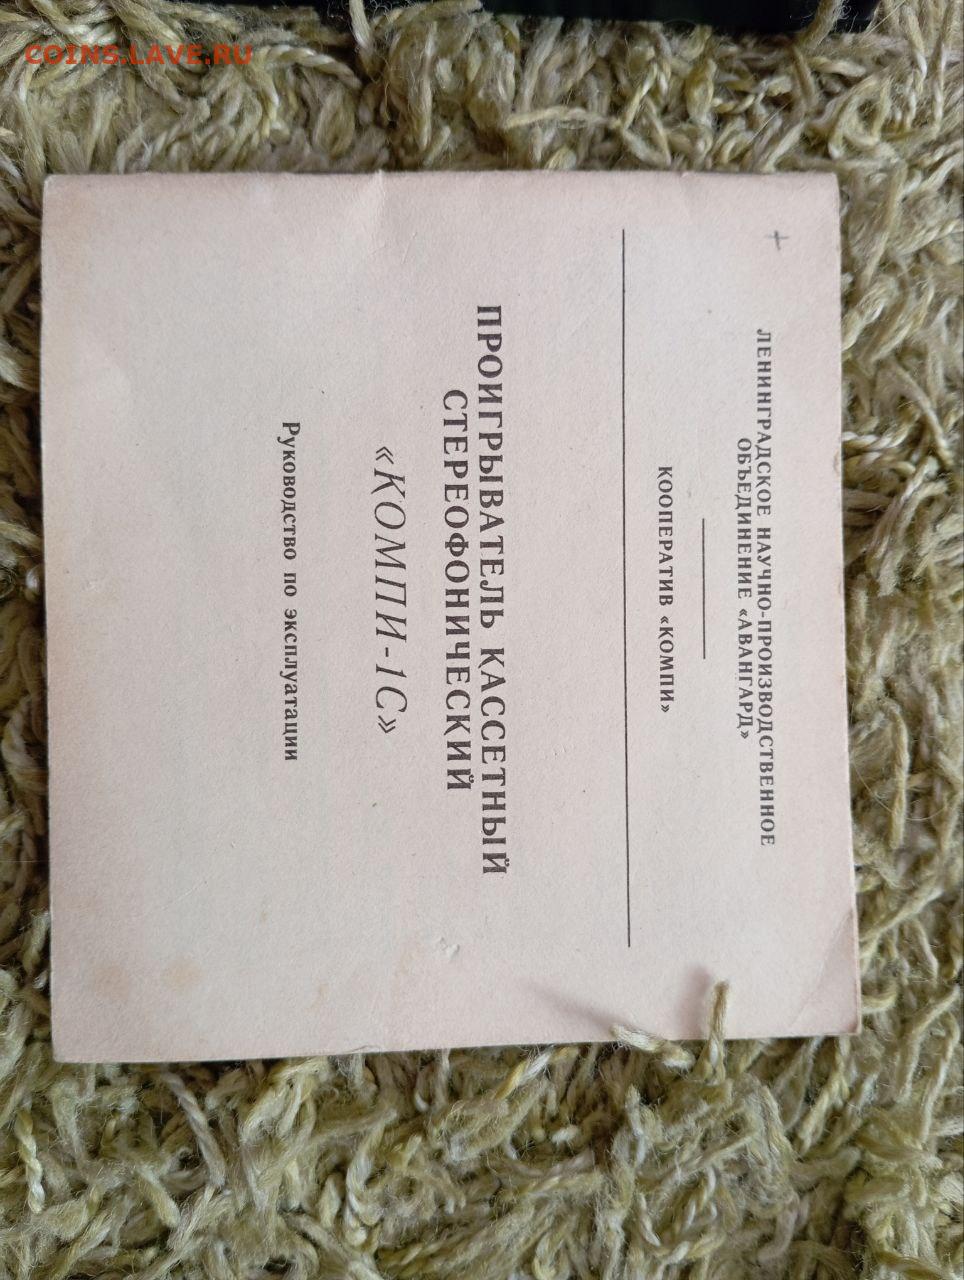 COINS.LAVE.RU
+
ЛЕНИНГРАДСКОЕ НАУЧНО-ПРОИЗВОДСТВЕННОЕ
ОБЪЕДИНЕНИЕ «АВАНГАРД»
КООПЕРАТИВ «КОМПИ»
ПРОИГРЫВАТЕЛЬ КАССЕТНЫЙ
СТЕРЕОФОНИЧЕСКИЙ
«КОМПИ-1С»
Руководство по эксплуатации